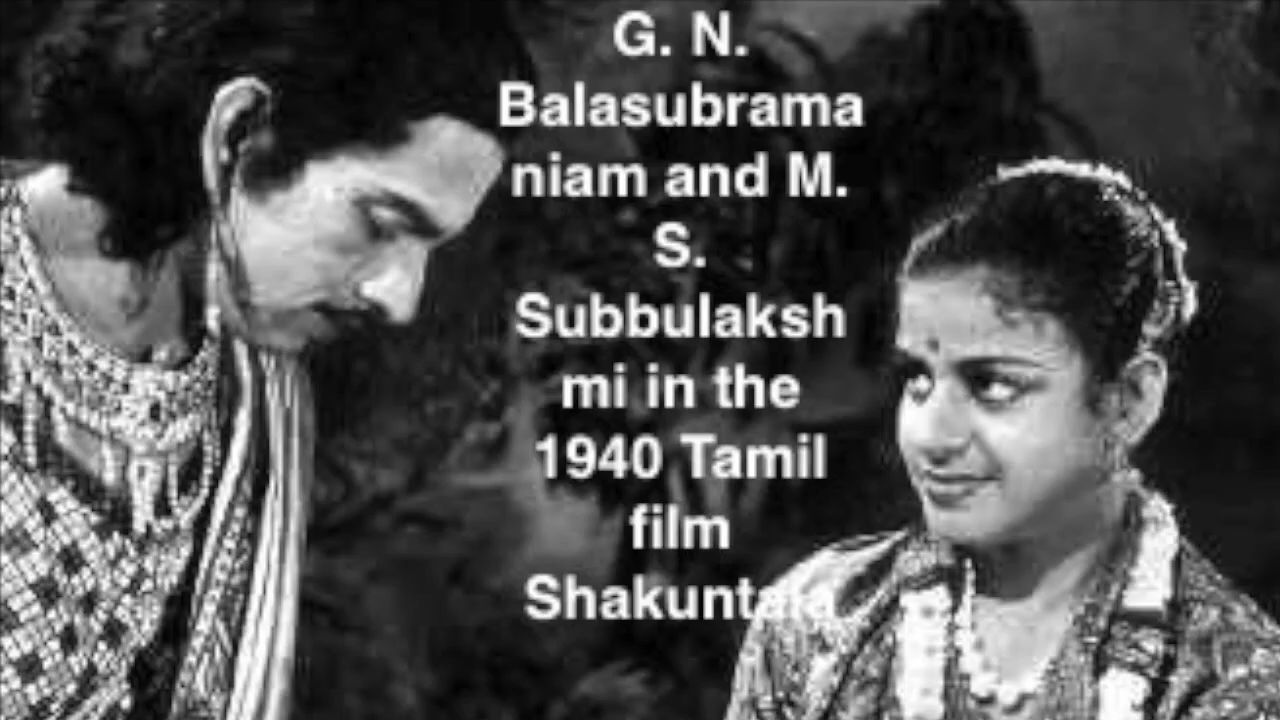 G. N.
Balasubrama
niam and M.
S.
Subbulaksh
mi in the
1940 Tamil
film
Shakuntala